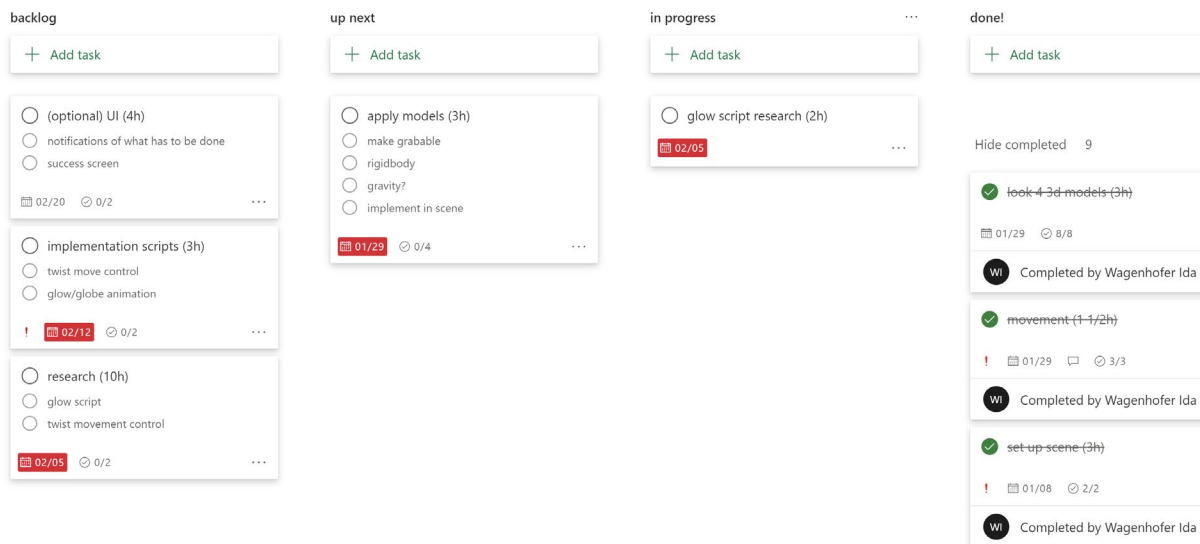 backlog
Add task
(optional) UI (4h)
notifications of what has to be done
success screen
02/20 0/2
implementation scripts (3h)
twist move control
glow/globe animation
! 02/12 0/2
research (10h)
glow script
twist movement control
02/05 0/2
up next
Add task
apply models (3h)
make grabable
rigidbody
gravity?
implement in scene
01/29 0/4
in progress
Add task
glow script research (2h)
02/05
done!
Add task
Hide completed 9
look 4 3d models (3h)
01/29 8/8
WI Completed by Wagenhofer Ida
movement (1 1/2h)
! 01/29 3/3
WI Completed by Wagenhofer Ida
set up scene (3h)
! 01/08 2/2
WI Completed by Wagenhofer Ida